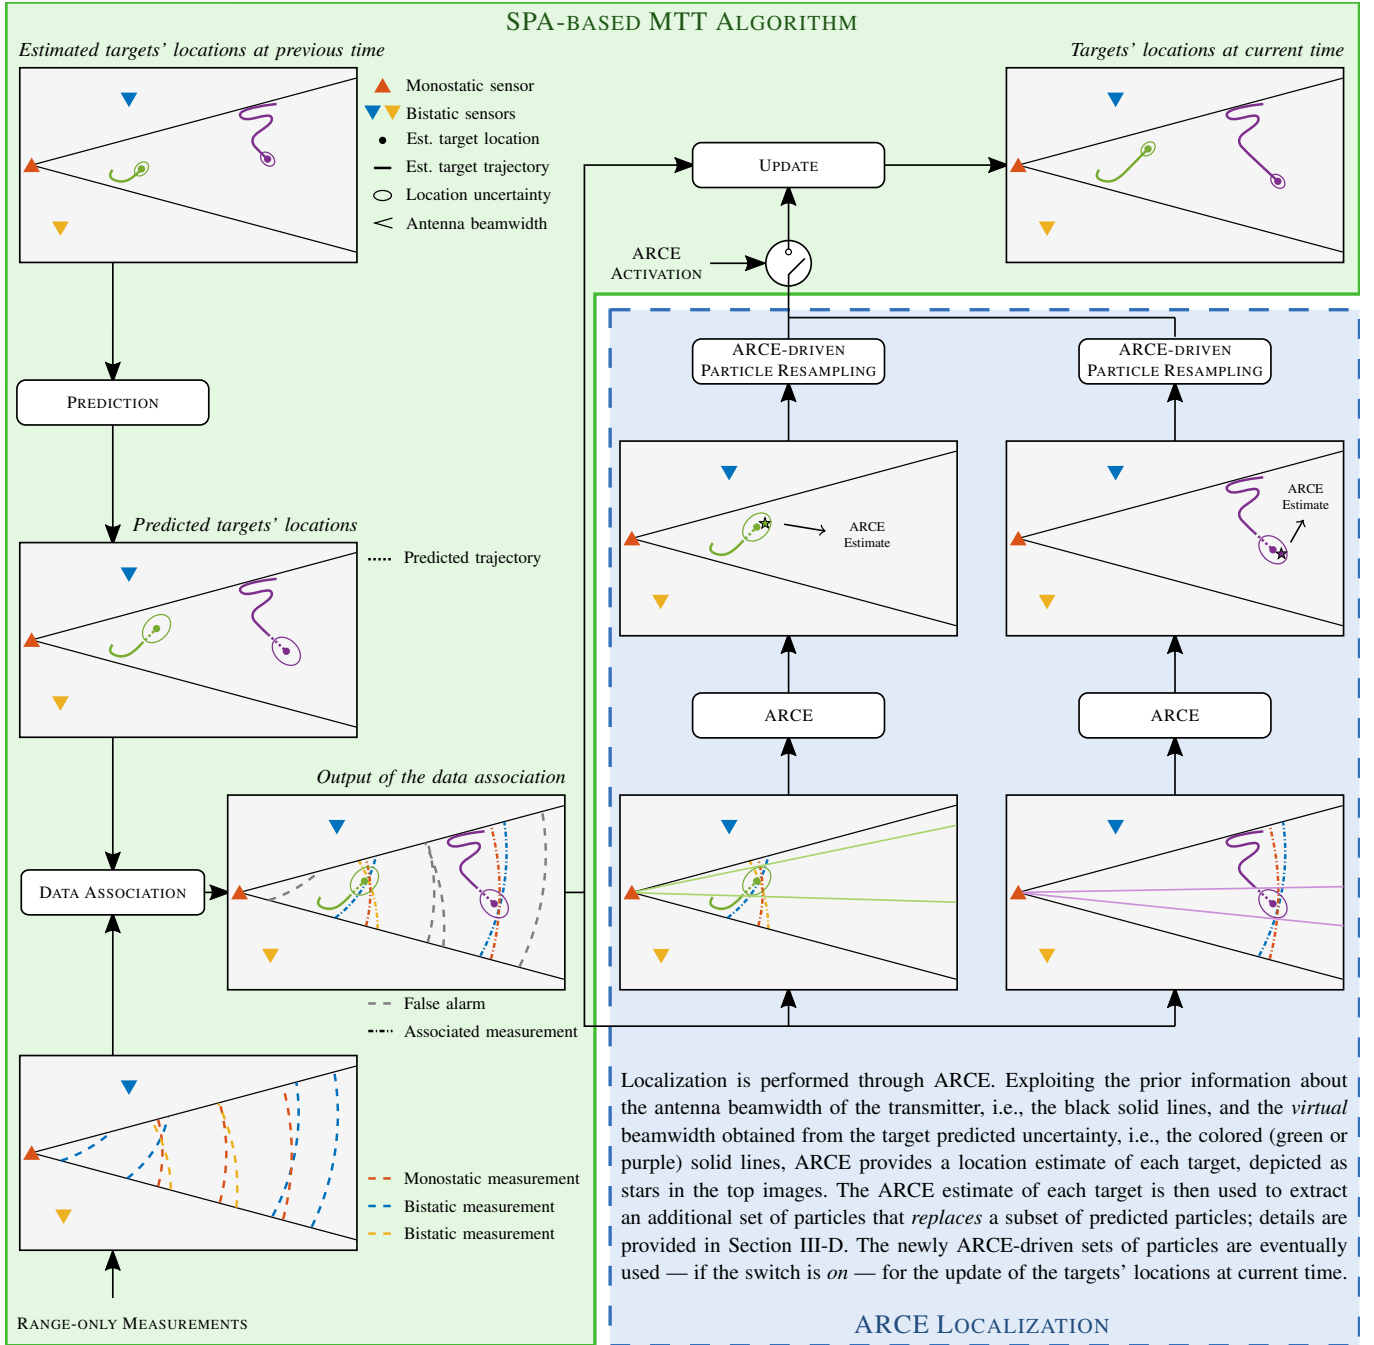 SPA-BASED MTT ALGORITHM
Estimated targets' locations at previous time
Targets' locations at current time
Monostatic sensor
Bistatic sensors
Est. target location
Est. target trajectory
Location uncertainty
Antenna beamwidth
UPDATE
ARCE
ACTIVATION
PREDICTION
ARCE-DRIVEN
PARTICLE RESAMPLING
ARCE-DRIVEN
PARTICLE RESAMPLING
Predicted targets' locations
Predicted trajectory
ARCE
Estimate
ARCE
Estimate
ARCE
ARCE
Output of the data association
DATA ASSOCIATION
False alarm
Associated measurement
Monostatic measurement
Bistatic measurement
Bistatic measurement
RANGE-ONLY MEASUREMENTS
Localization is performed through ARCE. Exploiting the prior information about
the antenna beamwidth of the transmitter, i.e., the black solid lines, and the virtual
beamwidth obtained from the target predicted uncertainty, i.e., the colored (green or
purple) solid lines, ARCE provides a location estimate of each target, depicted as
stars in the top images. The ARCE estimate of each target is then used to extract
an additional set of particles that replaces a subset of predicted particles; details are
provided in Section III-D. The newly ARCE-driven sets of particles are eventually
used — if the switch is on — for the update of the targets' locations at current time.
ARCE LOCALIZATION